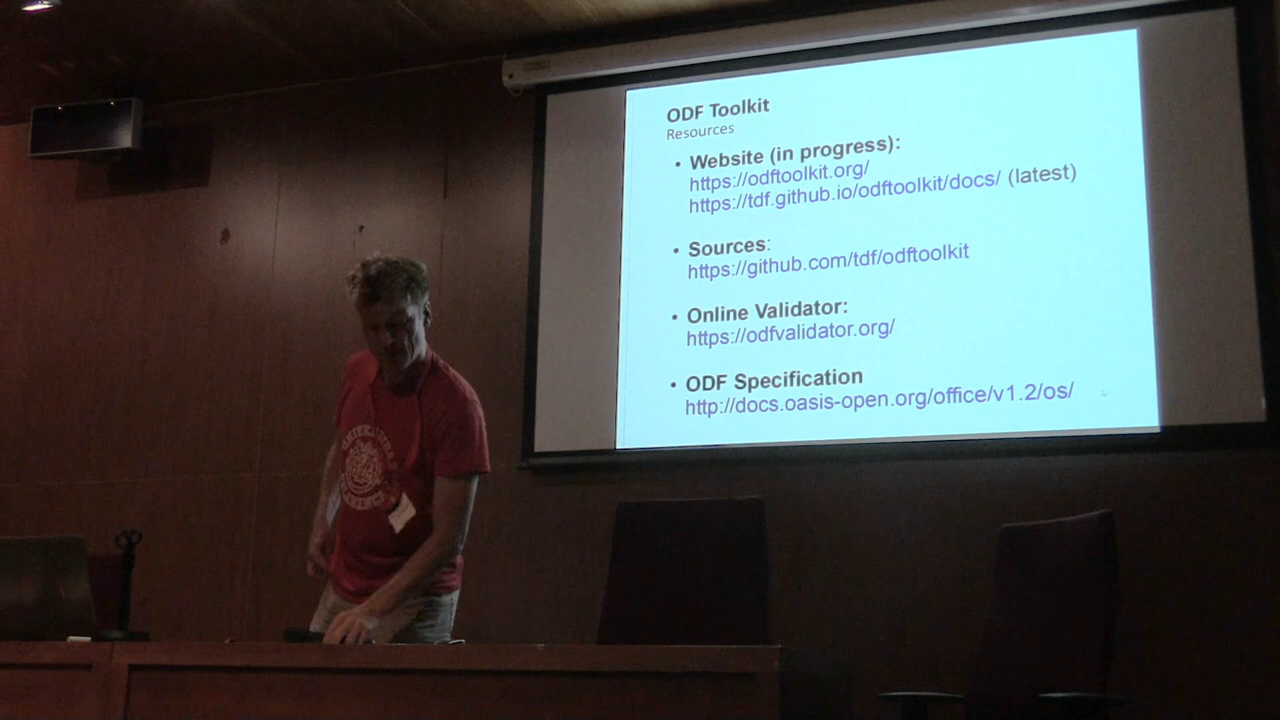 ODF Toolkit
Resources
• Website (in progress):
https://odftoolkit.org/
https://tdf.github.io/odftoolkit/docs/ (latest)
• Sources:
https://github.com/tdf/odftoolkit
• Online Validator:
https://odfvalidator.org/
• ODF Specification
http://docs.oasis-open.org/office/v1.2/os/